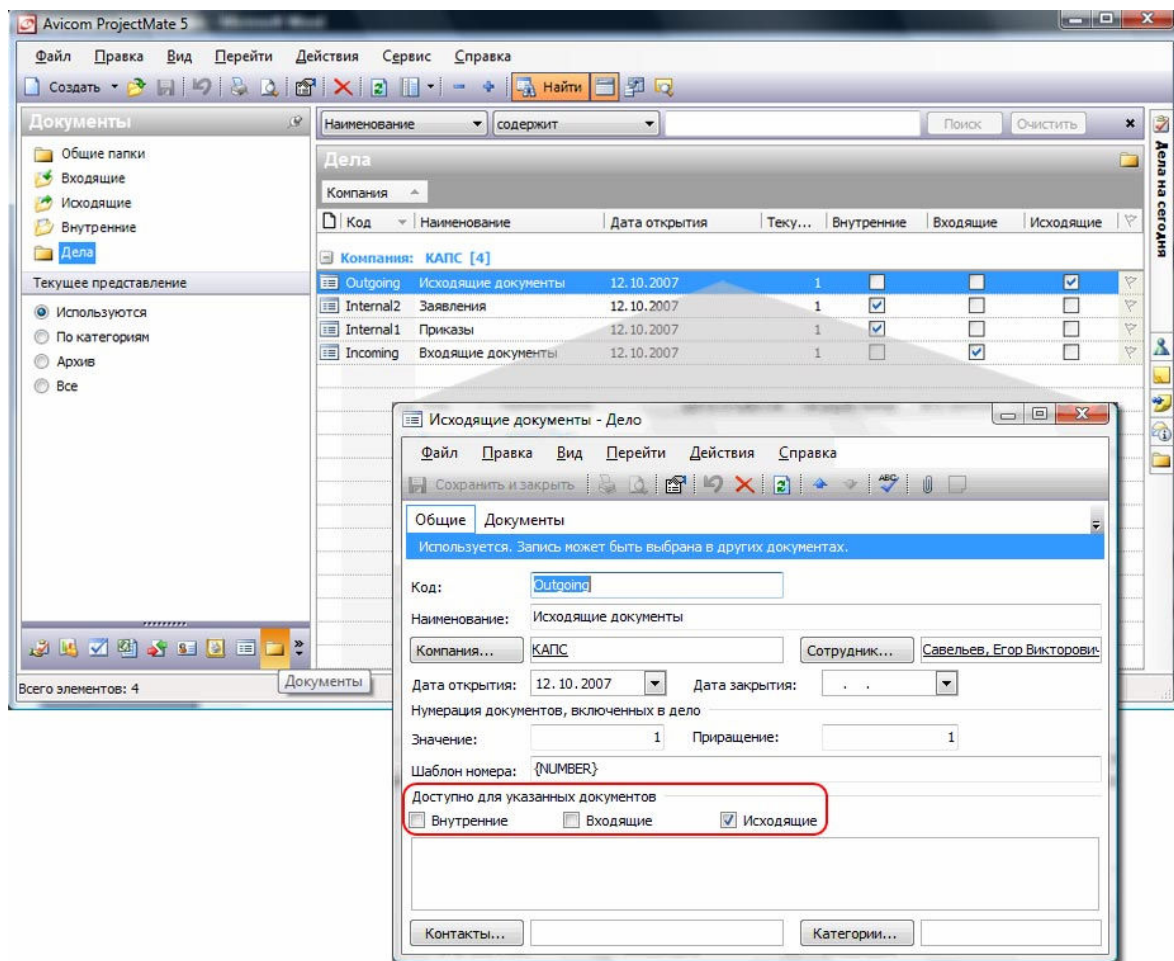 Avicom ProjectMate 5
Файл Правка Вид Перейти Действия Сервис Справка
Создать Найти
Документы
Общие папки
Входящие
Исходящие
Внутренние
Дела
Текущее представление
Используются
По категориям
Архив
Все
Наименование содержит Поиск Очистить
Дела
Компания
Код Наименование Дата открытия Теку... Внутренние Входящие Исходящие
Компания: КАПС [4]
Outgoing Исходящие документы 12.10.2007 1
Internal2 Заявления 12.10.2007 1
Internal1 Приказы 12.10.2007 1
Incoming Входящие документы 12.10.2007 1
Дела на сегодня
Документы
Всего элементов: 4
Исходящие документы - Дело
Файл Правка Вид Перейти Действия Справка
Сохранить и закрыть ABC
Общие Документы
Используется. Запись может быть выбрана в других документах.
Код: Outgoing
Наименование: Исходящие документы
Компания... КАПС Сотрудник... Савельев, Егор Викторович
Дата открытия: 12.10.2007 Дата закрытия: . .
Нумерация документов, включенных в дело
Значение: 1 Приращение: 1
Шаблон номера: {NUMBER}
Доступно для указанных документов
Внутренние Входящие Исходящие
Контакты... Категории...